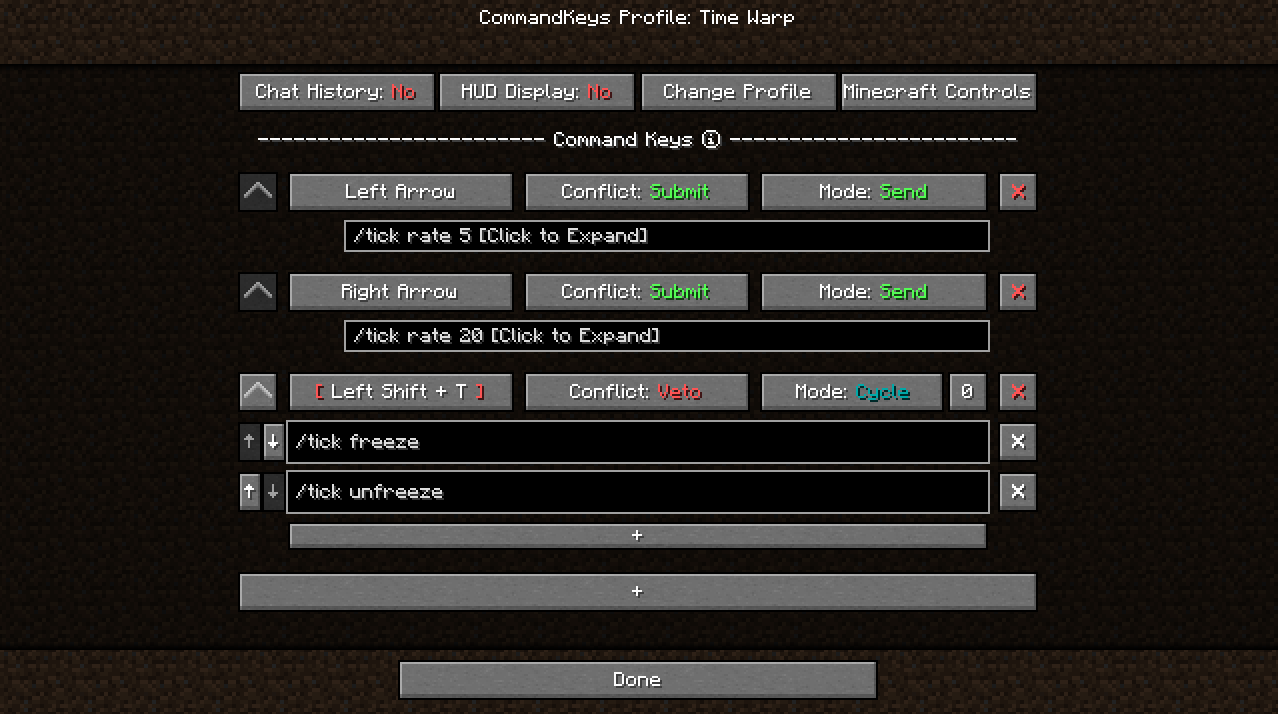 CommandKeys Profile: Time Warp
Chat History: No HUD Display: No Change Profile Minecraft Controls
------------------------ Command Keys ⓘ ------------------------
Left Arrow Conflict: Submit Mode: Send X
/tick rate 5 [Click to Expand]
Right Arrow Conflict: Submit Mode: Send X
/tick rate 20 [Click to Expand]
[ Left Shift + T ] Conflict: Veto Mode: Cycle 0 X
↑ ↓ /tick freeze X
↑ ↓ /tick unfreeze X
+
+
Done